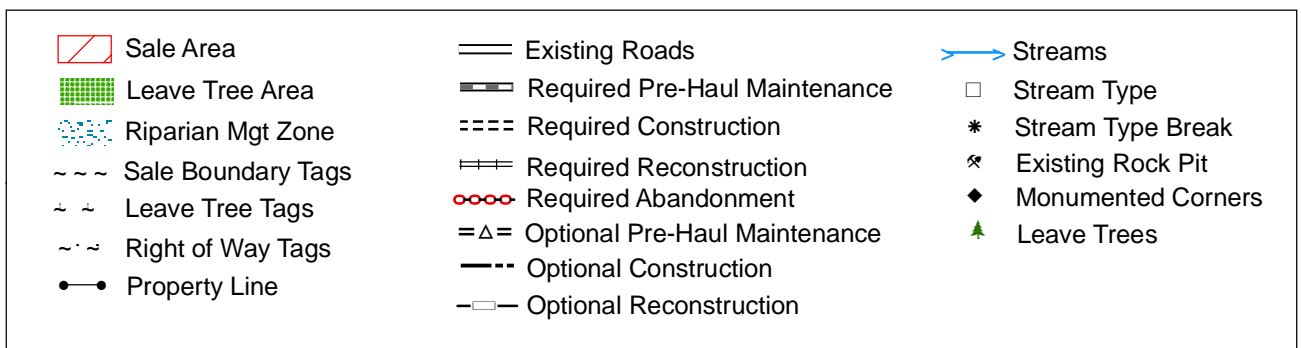 Sale Area
Leave Tree Area
Riparian Mgt Zone
Sale Boundary Tags
Leave Tree Tags
Right of Way Tags
Property Line
Existing Roads
Required Pre-Haul Maintenance
Required Construction
Required Reconstruction
Required Abandonment
Optional Pre-Haul Maintenance
Optional Construction
Optional Reconstruction
Streams
Stream Type
Stream Type Break
Existing Rock Pit
Monumented Corners
Leave Trees